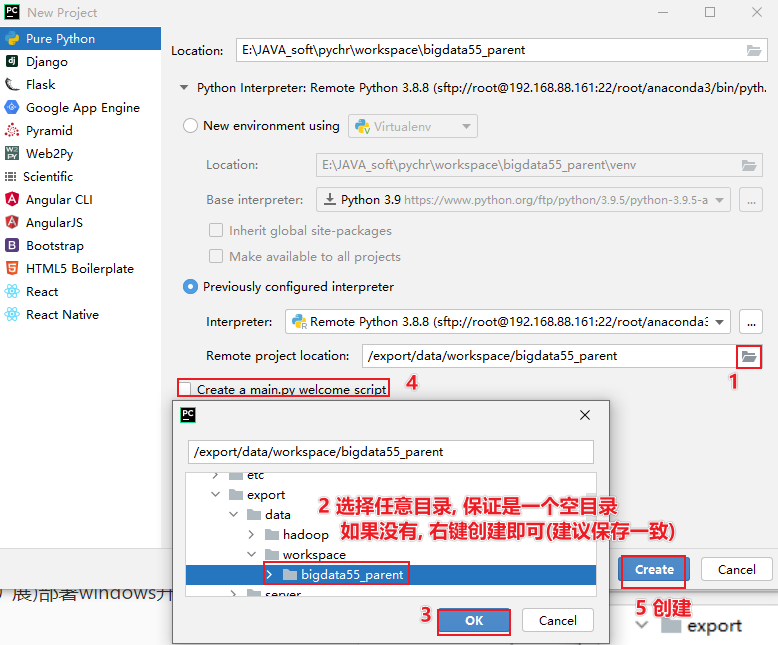 PC New Project
Pure Python
dj Django
Flask
Google App Engine
Pyramid
Web2Py
Scientific
Angular CLI
AngularJS
B Bootstrap
HTML5 Boilerplate
React
React Native
Location: E:\JAVA_soft\pychr\workspace\bigdata55_parent
Python Interpreter: Remote Python 3.8.8 (sftp://root@192.168.88.161:22/root/anaconda3/bin/pyth.
New environment using Virtualenv
Location: E:\JAVA_soft\pychr\workspace\bigdata55_parent\venv
Base interpreter: Python 3.9 https://www.python.org/ftp/python/3.9.5/python-3.9.5-a ...
Inherit global site-packages
Make available to all projects
Previously configured interpreter
Interpreter: Remote Python 3.8.8 (sftp://root@192.168.88.161:22/root/anaconda3 ...
Remote project location: /export/data/workspace/bigdata55_parent
1
Create a main.py welcome script 4
PC
/export/data/workspace/bigdata55_parent
etc
export
data
hadoop
workspace
bigdata55_parent
server
2 选择任意目录, 保证是一个空目录
如果没有, 右键创建即可(建议保存一致)
3 OK Cancel
Create Cancel
5 创建
展)部署windows开
export